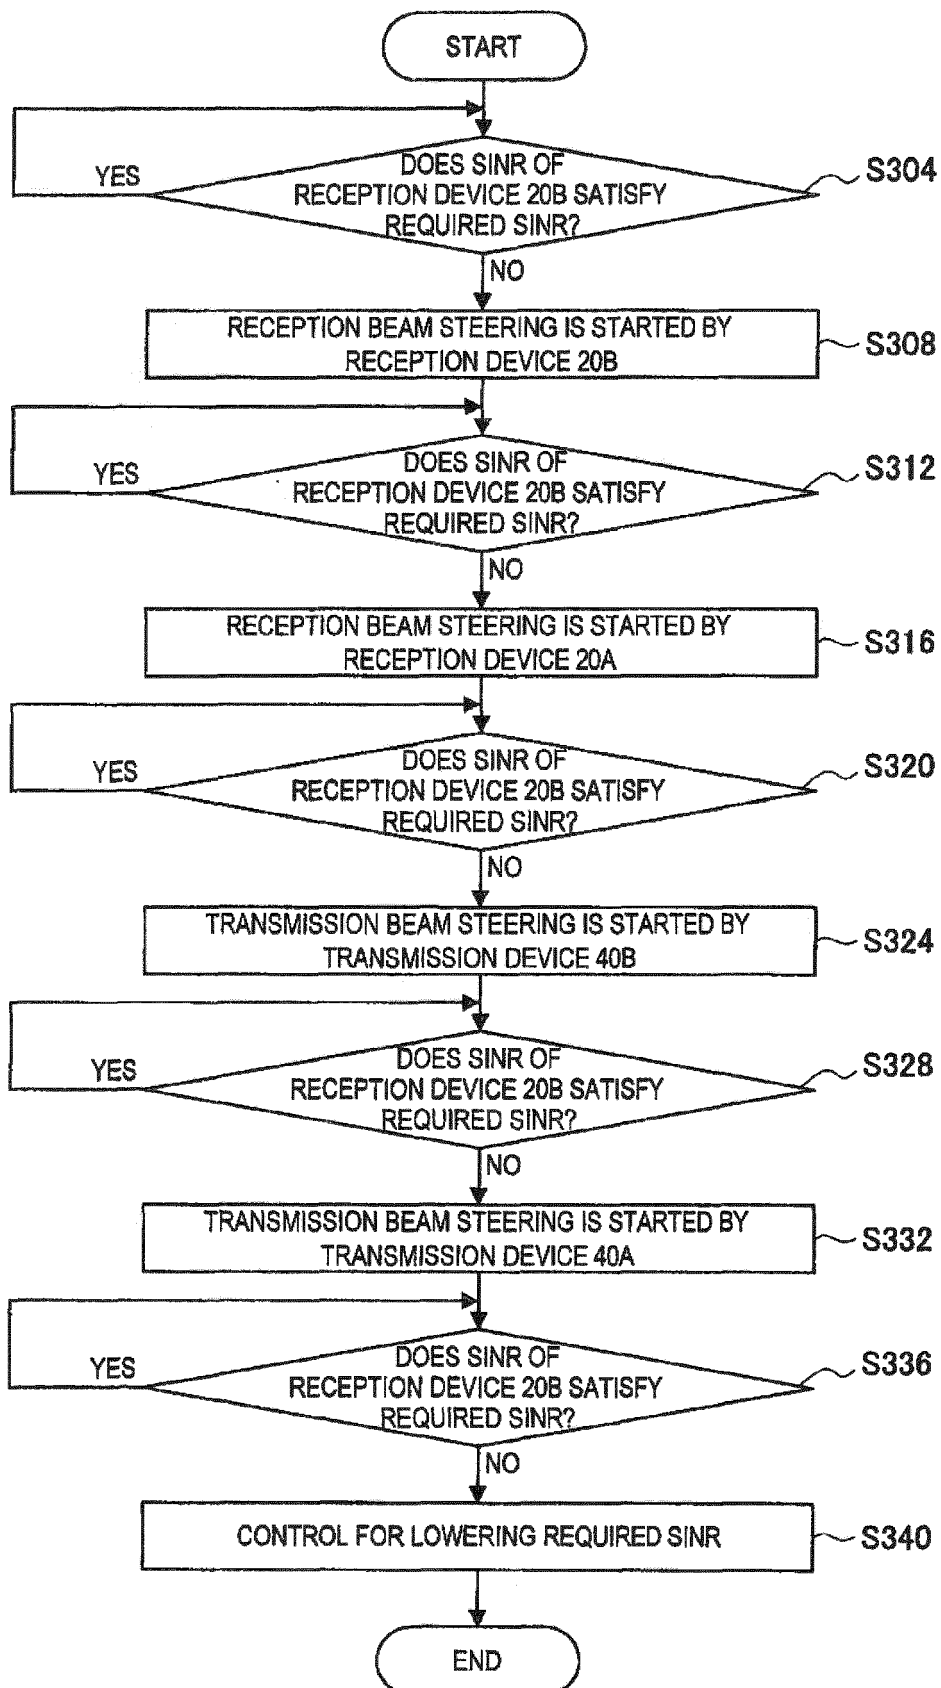 START
DOES SINR OF
RECEPTION DEVICE 20B SATISFY
REQUIRED SINR?
YES
S304
NO
RECEPTION BEAM STEERING IS STARTED BY
RECEPTION DEVICE 20B
S308
DOES SINR OF
RECEPTION DEVICE 20B SATISFY
REQUIRED SINR?
YES
S312
NO
RECEPTION BEAM STEERING IS STARTED BY
RECEPTION DEVICE 20A
S316
DOES SINR OF
RECEPTION DEVICE 20B SATISFY
REQUIRED SINR?
YES
S320
NO
TRANSMISSION BEAM STEERING IS STARTED BY
TRANSMISSION DEVICE 40B
S324
DOES SINR OF
RECEPTION DEVICE 20B SATISFY
REQUIRED SINR?
YES
S328
NO
TRANSMISSION BEAM STEERING IS STARTED BY
TRANSMISSION DEVICE 40A
S332
DOES SINR OF
RECEPTION DEVICE 20B SATISFY
REQUIRED SINR?
YES
S336
NO
CONTROL FOR LOWERING REQUIRED SINR
S340
END